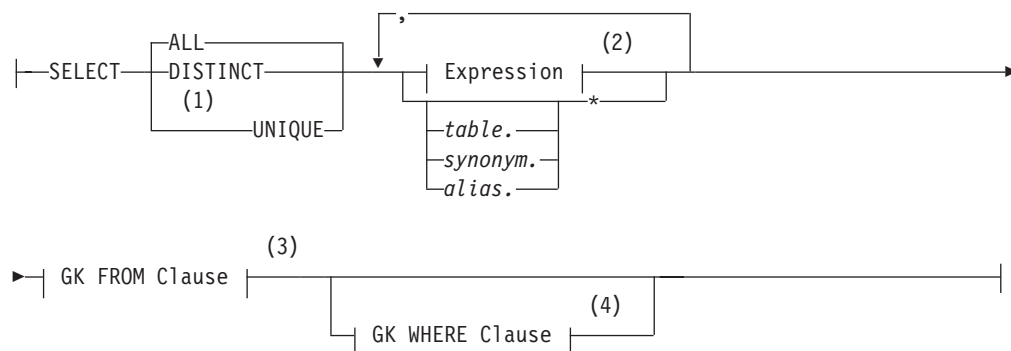 ,
ALL
(2)
SELECT DISTINCT Expression
(1) *
UNIQUE table.
synonym.
alias.
(3)
GK FROM Clause
(4)
GK WHERE Clause